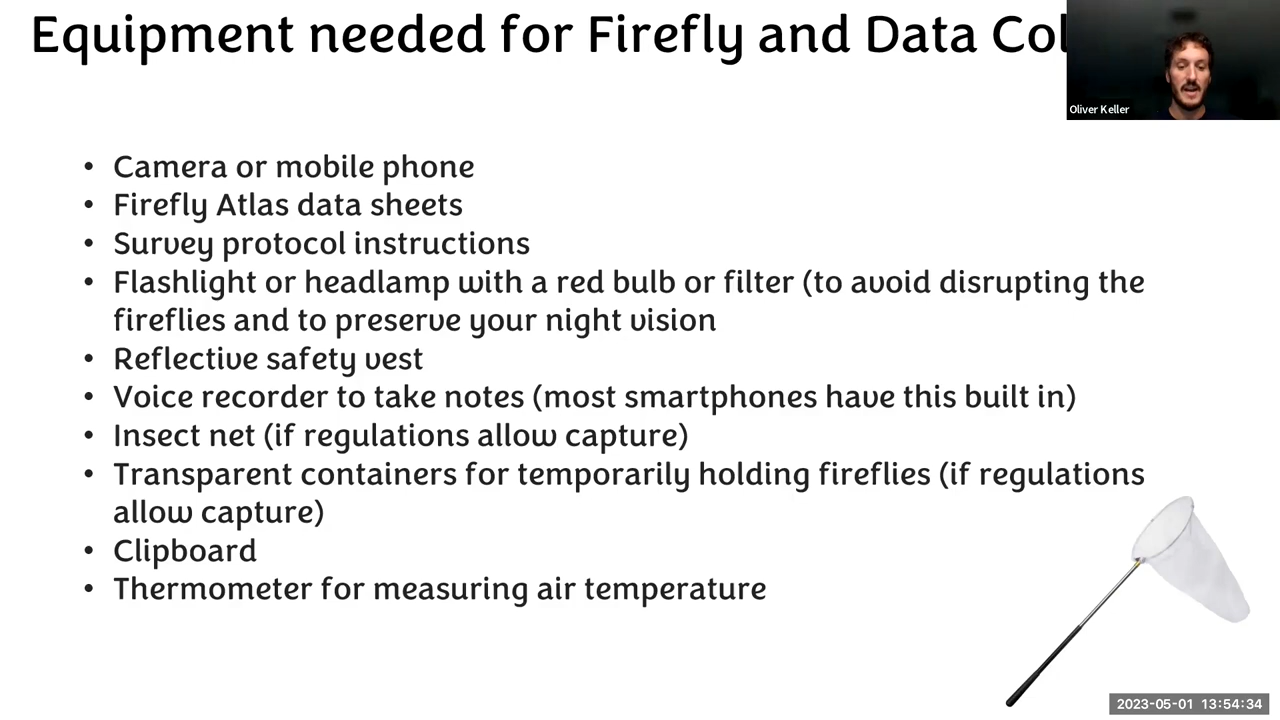 Equipment needed for Firefly and Data Col
Oliver Keller
• Camera or mobile phone
• Firefly Atlas data sheets
• Survey protocol instructions
• Flashlight or headlamp with a red bulb or filter (to avoid disrupting the
fireflies and to preserve your night vision
• Reflective safety vest
• Voice recorder to take notes (most smartphones have this built in)
• Insect net (if regulations allow capture)
• Transparent containers for temporarily holding fireflies (if regulations
allow capture)
• Clipboard
• Thermometer for measuring air temperature
2023-05-01 13:54:34